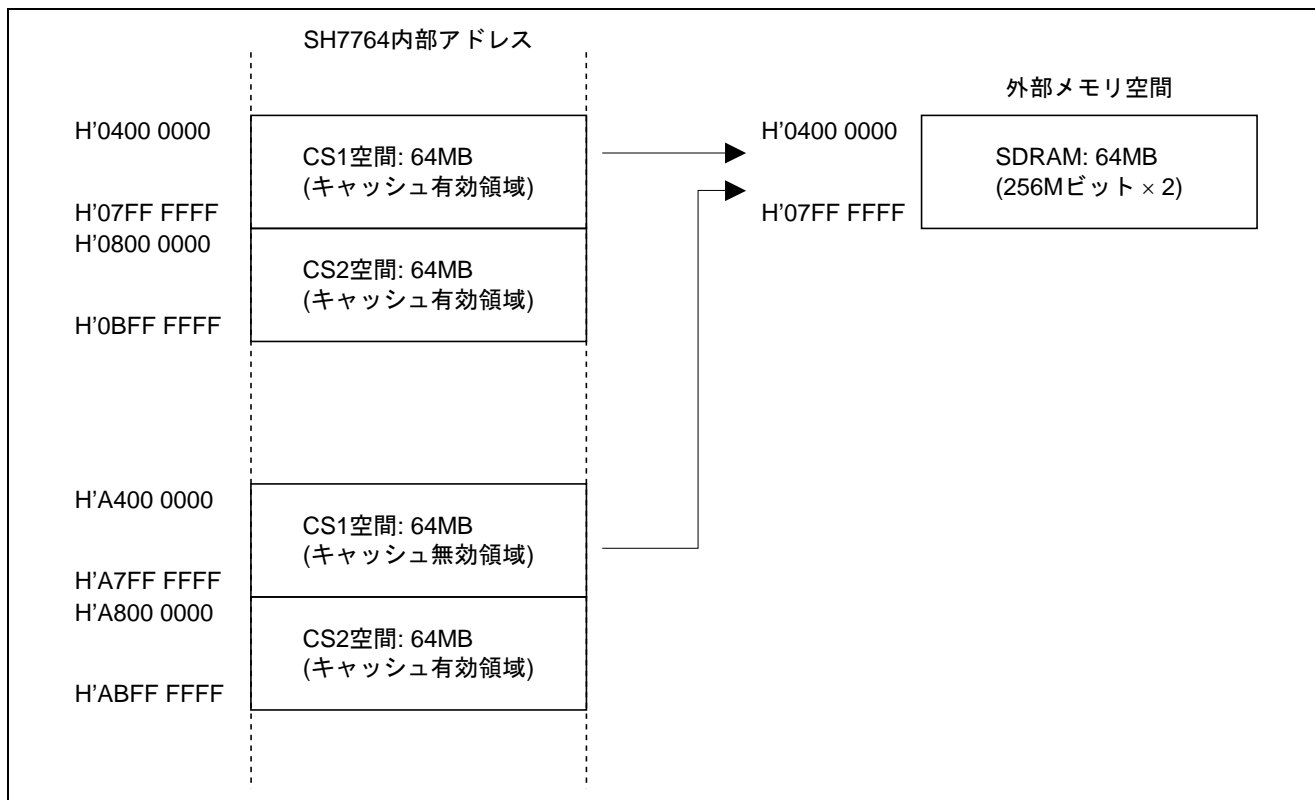 SH7764内部アドレス
外部メモリ空間
H'0400 0000
CS1空間: 64MB
(キャッシュ有効領域)
H'07FF FFFF
H'0800 0000
CS2空間: 64MB
(キャッシュ有効領域)
H'0BFF FFFF
H'0400 0000
SDRAM: 64MB
(256Mビット × 2)
H'07FF FFFF
H'A400 0000
CS1空間: 64MB
(キャッシュ無効領域)
H'A7FF FFFF
H'A800 0000
CS2空間: 64MB
(キャッシュ有効領域)
H'ABFF FFFF